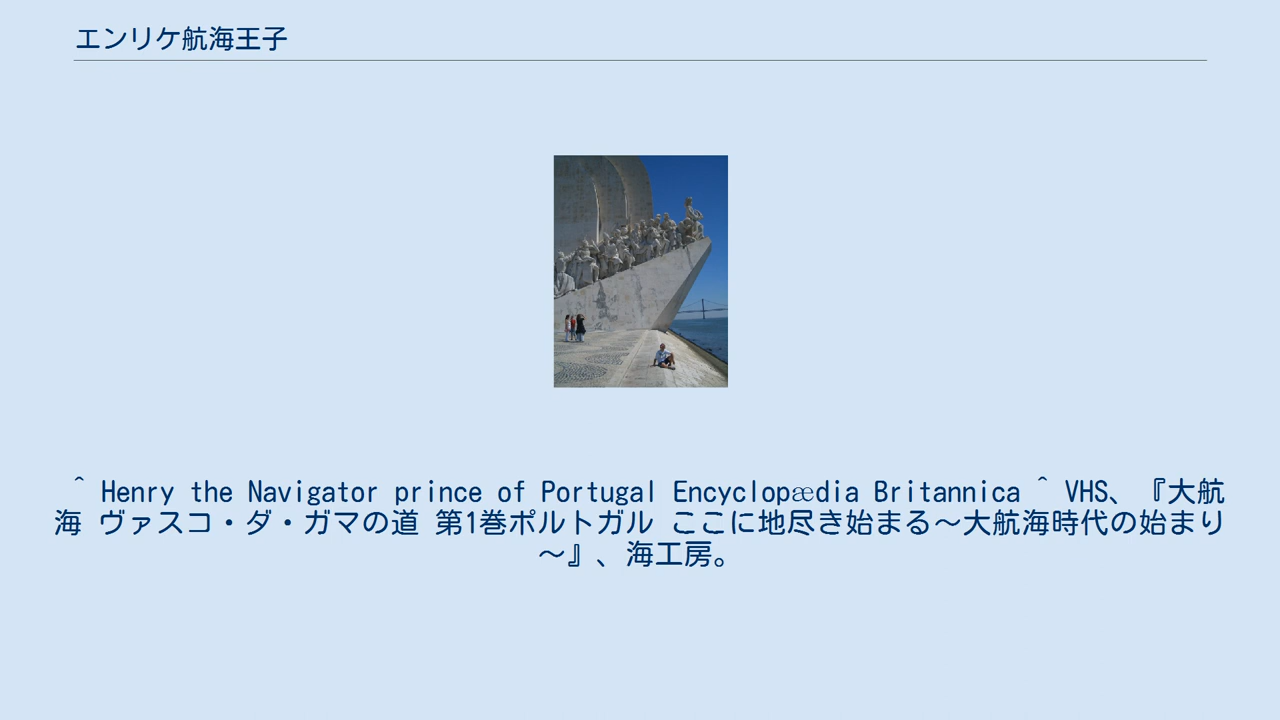 エンリケ航海王子
^ Henry the Navigator prince of Portugal Encyclopædia Britannica ^ VHS、『大航
海 ヴァスコ・ダ・ガマの道 第1巻ポルトガル ここに地尽き始まる〜大航海時代の始まり
〜』、海工房。